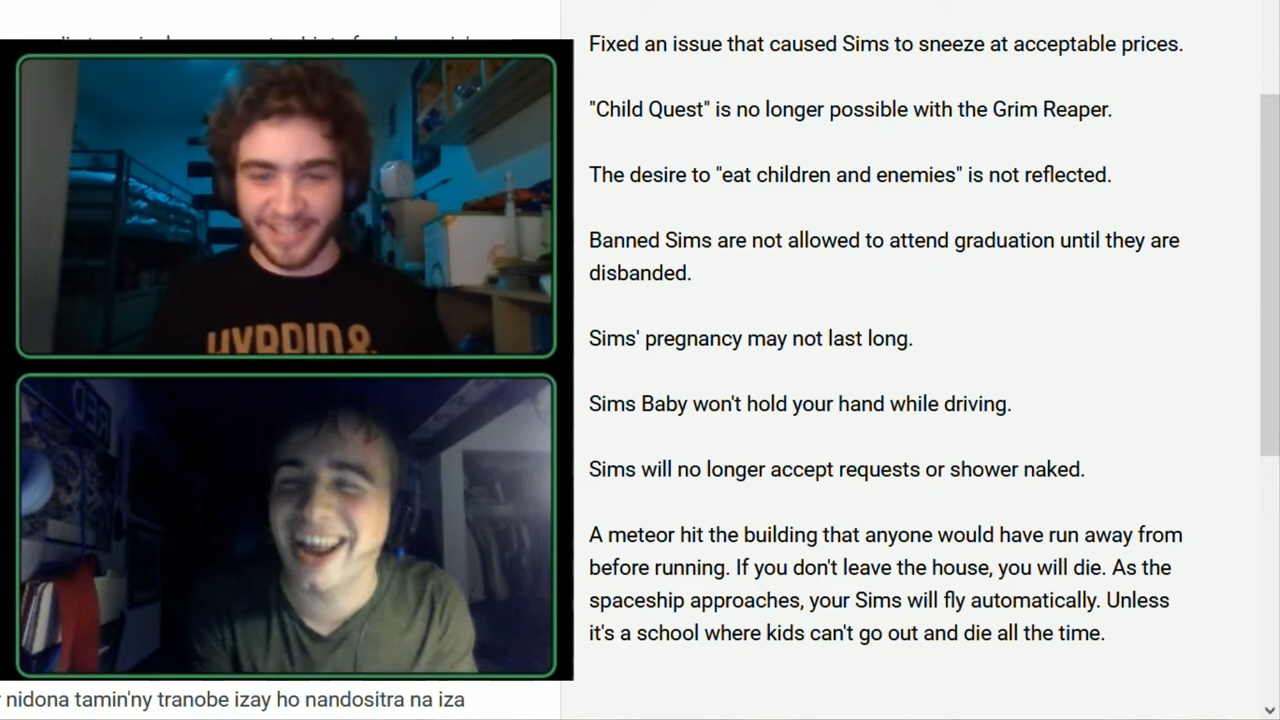 Fixed an issue that caused Sims to sneeze at acceptable prices.
"Child Quest" is no longer possible with the Grim Reaper.
The desire to "eat children and enemies" is not reflected.
Banned Sims are not allowed to attend graduation until they are
disbanded.
Sims' pregnancy may not last long.
Sims Baby won't hold your hand while driving.
Sims will no longer accept requests or shower naked.
A meteor hit the building that anyone would have run away from
before running. If you don't leave the house, you will die. As the
spaceship approaches, your Sims will fly automatically. Unless
it's a school where kids can't go out and die all the time.
HYBRID &
RED
nidona tamin'ny tranobe izay ho nandositra na iza